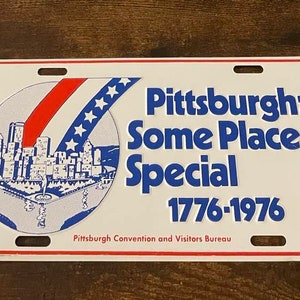 Pittsburgh:
Some Place
Special
1776-1976
Pittsburgh Convention and Visitors Bureau